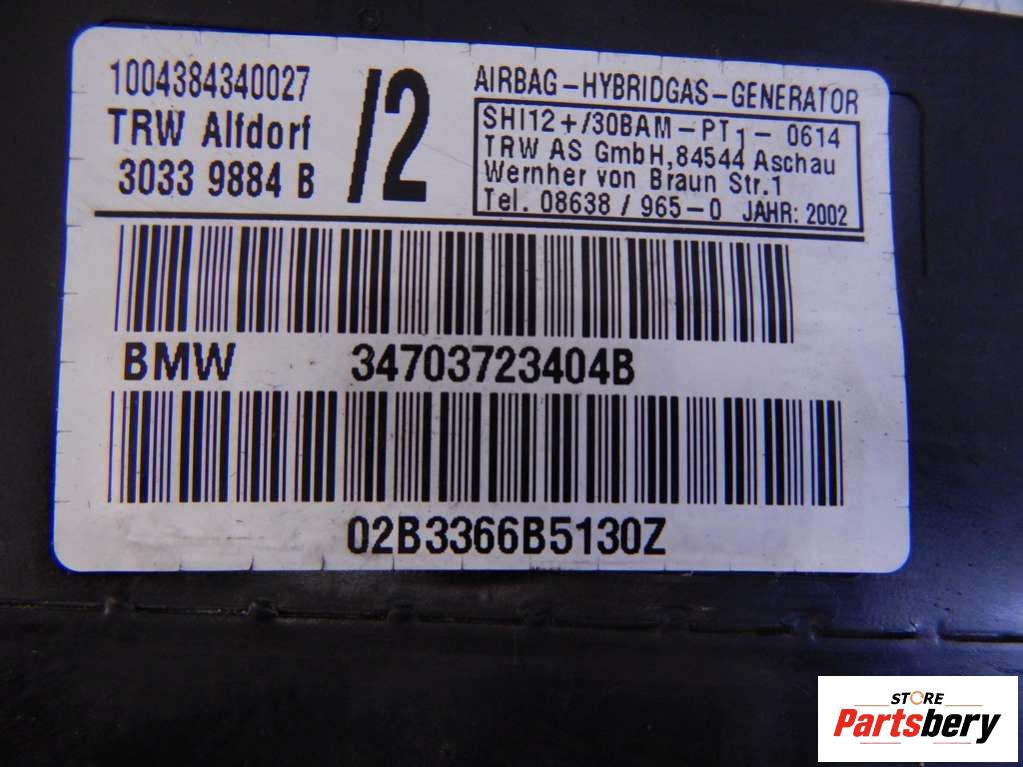 1004384340027
TRW Alfdorf
3033 9884 B
/2
AIRBAG-HYBRIDGAS-GENERATOR
SHI12+/30BAM-PT1-0614
TRW AS GmbH,84544 Aschau
Wernher von Braun Str.1
Tel. 08638 / 965-0 JAHR: 2002
BMW 34703723404B
02B3366B5130Z
STORE
Partsbery